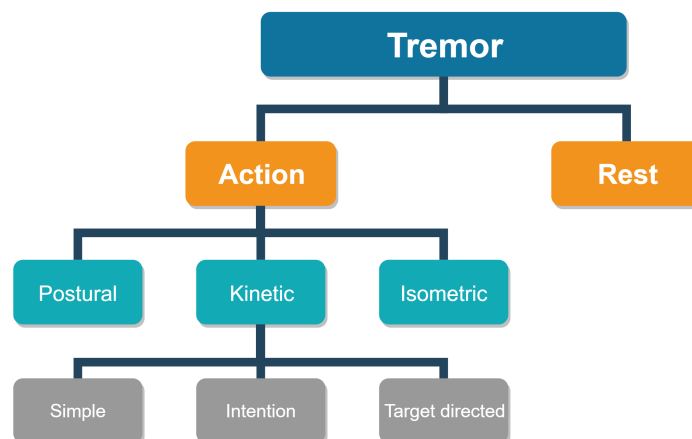 Tremor
Action
Rest
Postural
Kinetic
Isometric
Simple
Intention
Target directed